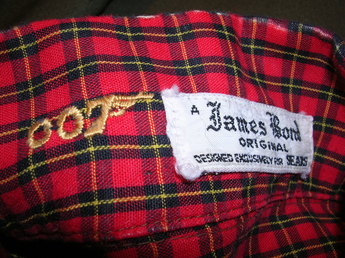 007
A
James Bond
ORIGINAL
DESIGNED EXCLUSIVELY FOR SEARS